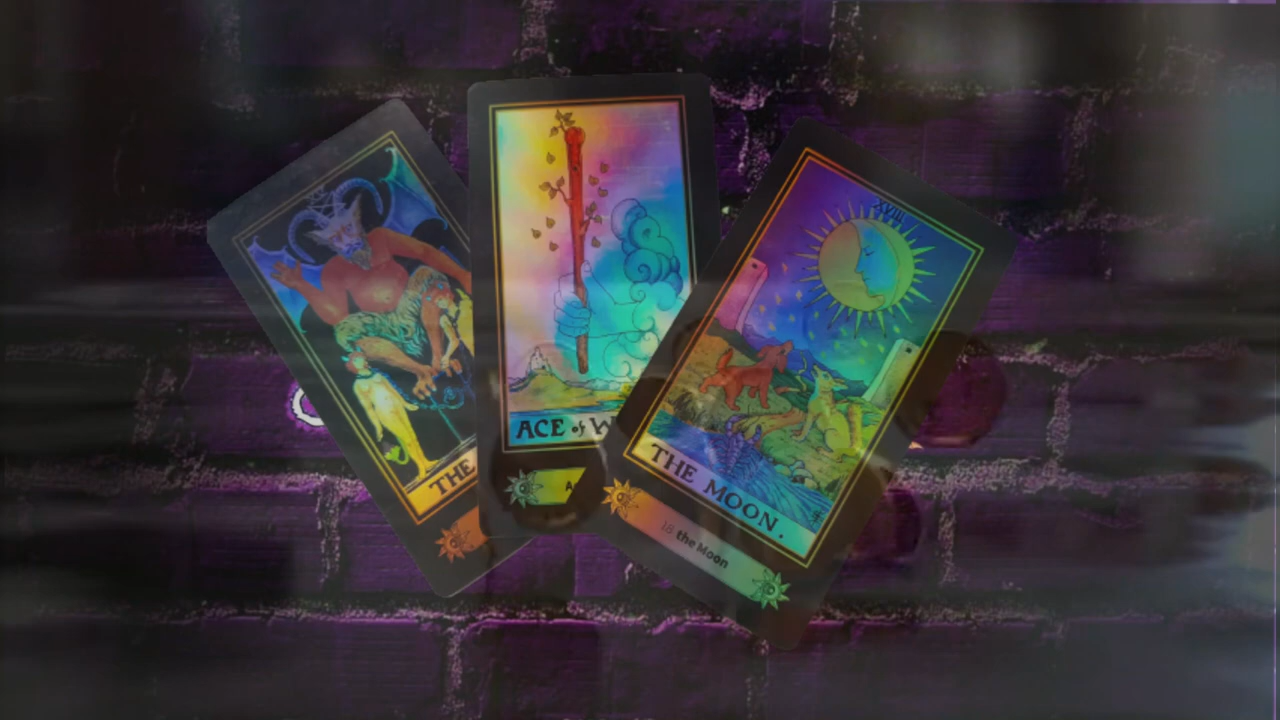 THE
ACE of W
A
XVIII
THE MOON.
18 the Moon